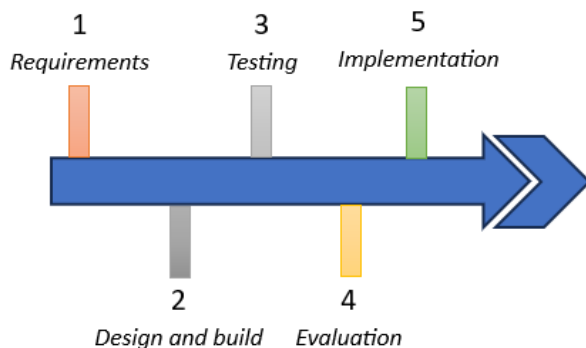 1
Requirements
2
Design and build
3
Testing
4
Evaluation
5
Implementation